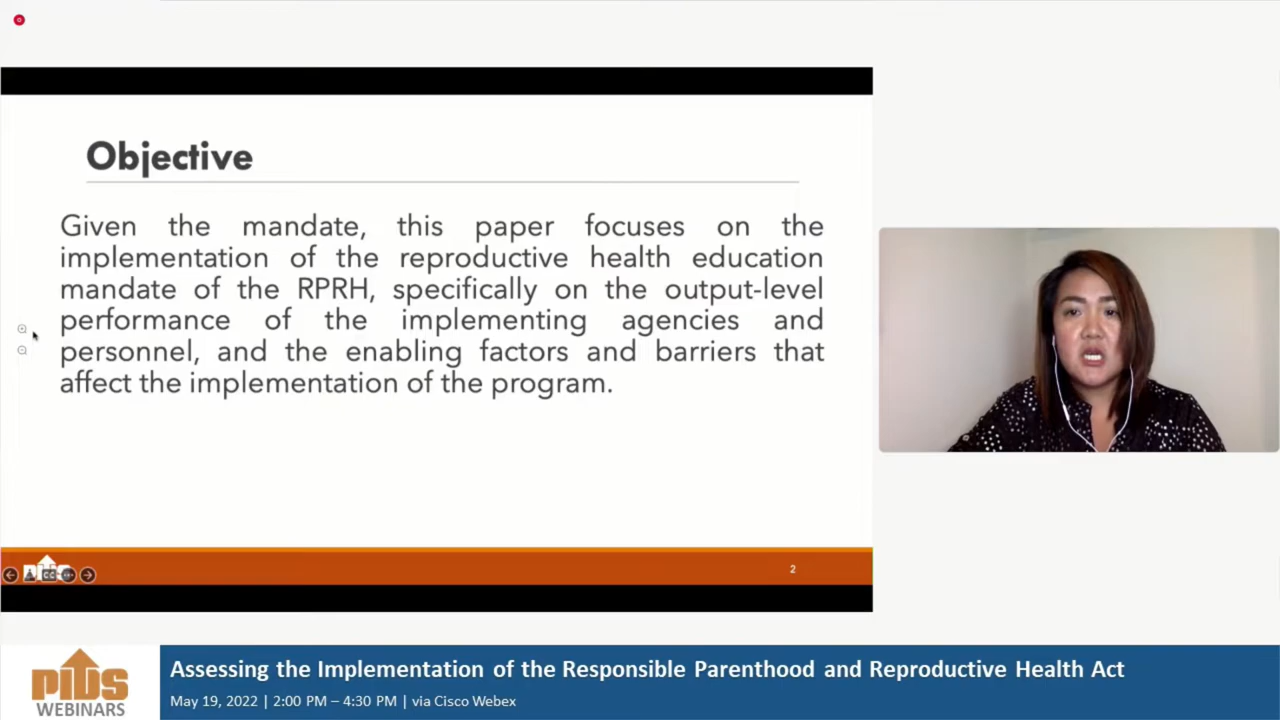 Objective
Given the mandate, this paper focuses on the
implementation of the reproductive health education
mandate of the RPRH, specifically on the output-level
performance of the implementing agencies and
personnel, and the enabling factors and barriers that
affect the implementation of the program.
2
PIDS
WEBINARS
Assessing the Implementation of the Responsible Parenthood and Reproductive Health Act
May 19, 2022 | 2:00 PM – 4:30 PM | via Cisco Webex